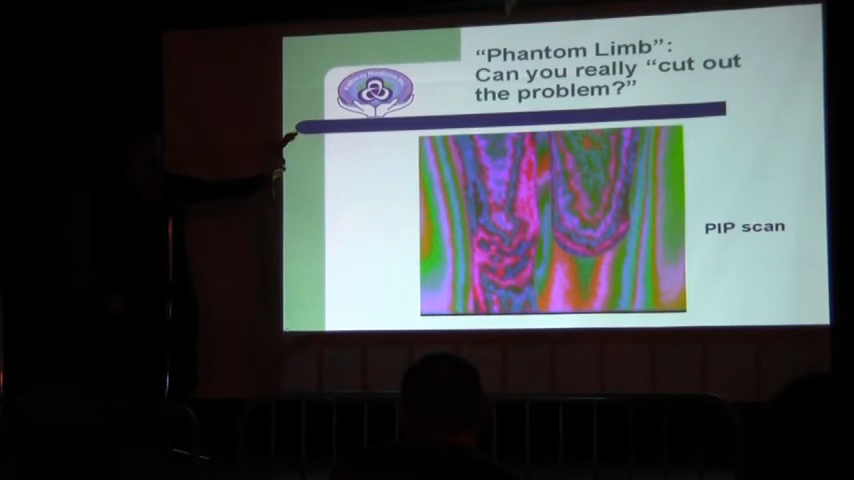 "Phantom Limb":
Can you really "cut out
the problem?"
PIP scan